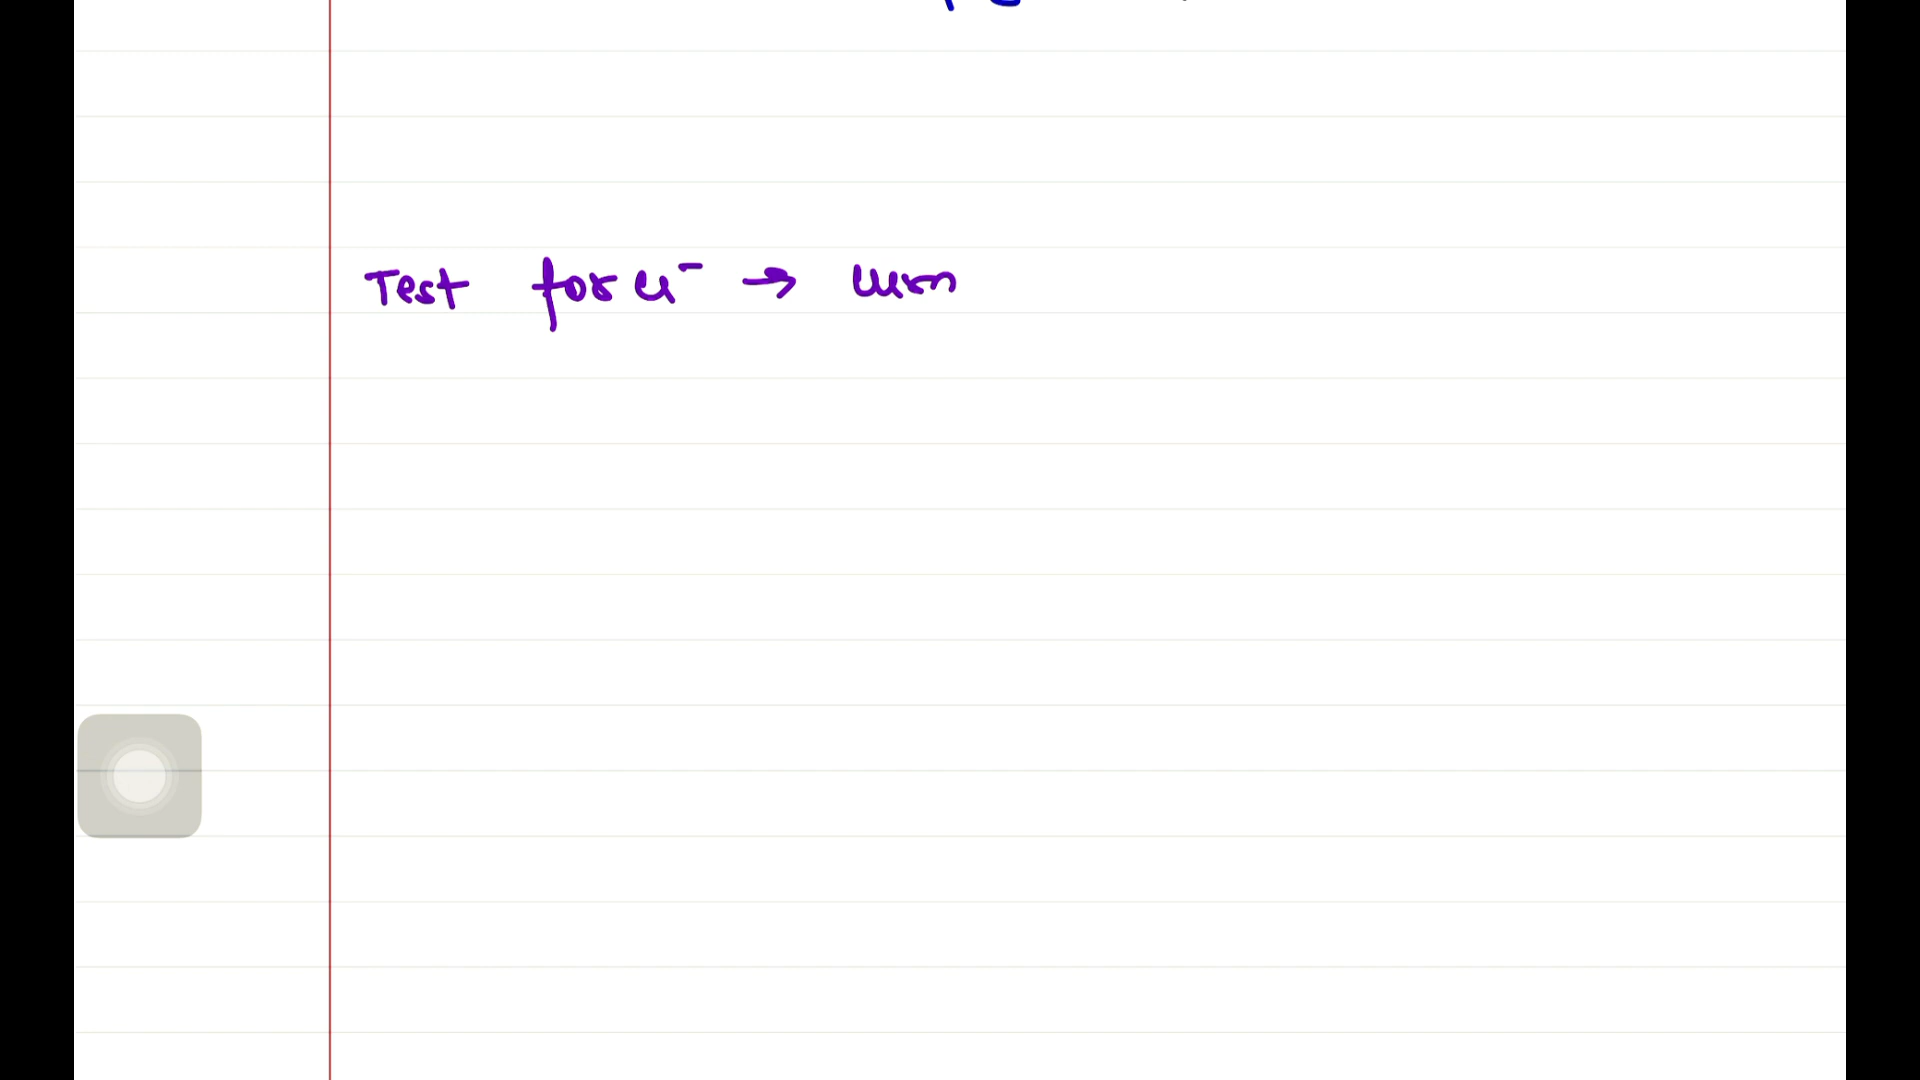 Test for Cl⁻ →